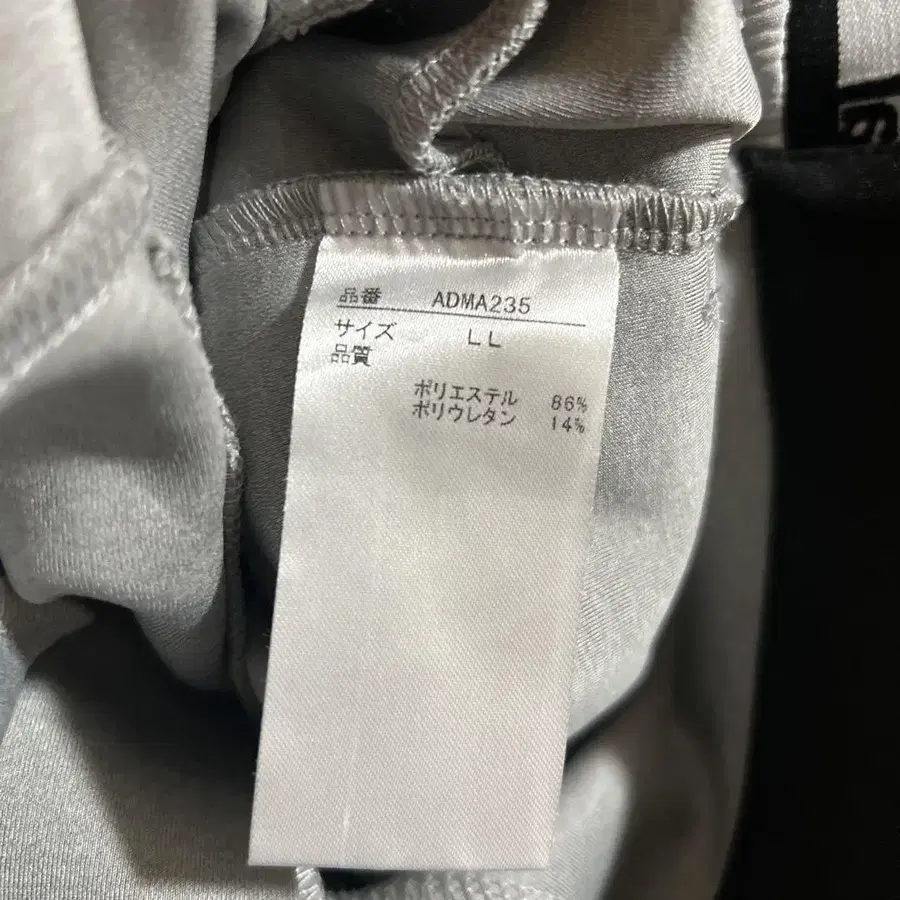 品番 ADMA235
サイズ LL
品質
ポリエステル 86%
ポリウレタン 14%